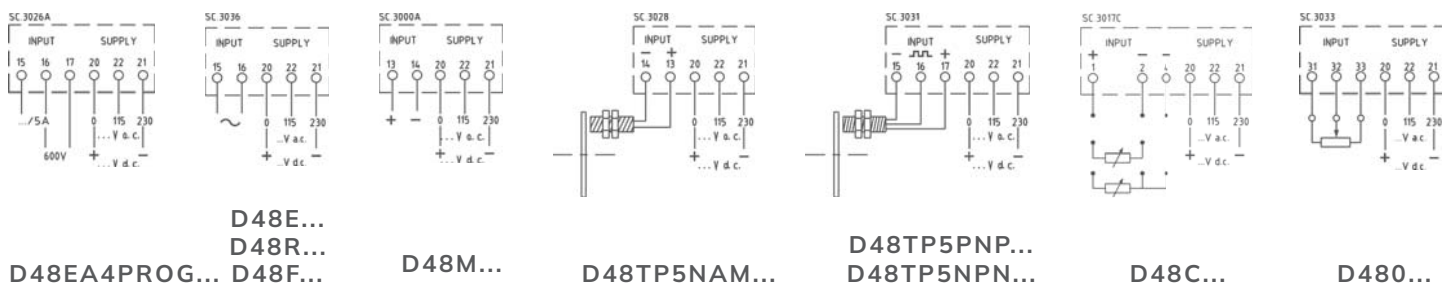 SC.3026A
INPUT SUPPLY
15 16 17 20 22 21
.../5A 0 115 230
600V ...V a.c.
+ −
...V d.c.
SC.3036
INPUT SUPPLY
15 16 20 22 21
0 115 230
...V a.c.
+ −
...V d.c.
D48E...
D48R...
D48EA4PROG... D48F...
SC.3000A
INPUT SUPPLY
13 14 20 22 21
+ − 0 115 230
...V a.c.
+ −
...V d.c.
D48M...
SC.3028
INPUT SUPPLY
− +
14 13 20 22 21
0 115 230
...V a.c.
+ −
...V d.c.
D48TP5NAM...
SC.3031
INPUT SUPPLY
− +
15 16 17 20 22 21
0 115 230
...V a.c.
+ −
...V d.c.
D48TP5PNP...
D48TP5NPN...
SC.3017C
INPUT SUPPLY
+ − −
1 2 4 20 22 21
0 115 230
...V a.c.
+ −
...V d.c.
D48C...
SC.3033
INPUT SUPPLY
31 32 33 20 22 21
0 115 230
...V a.c.
+ −
...V d.c.
D480...